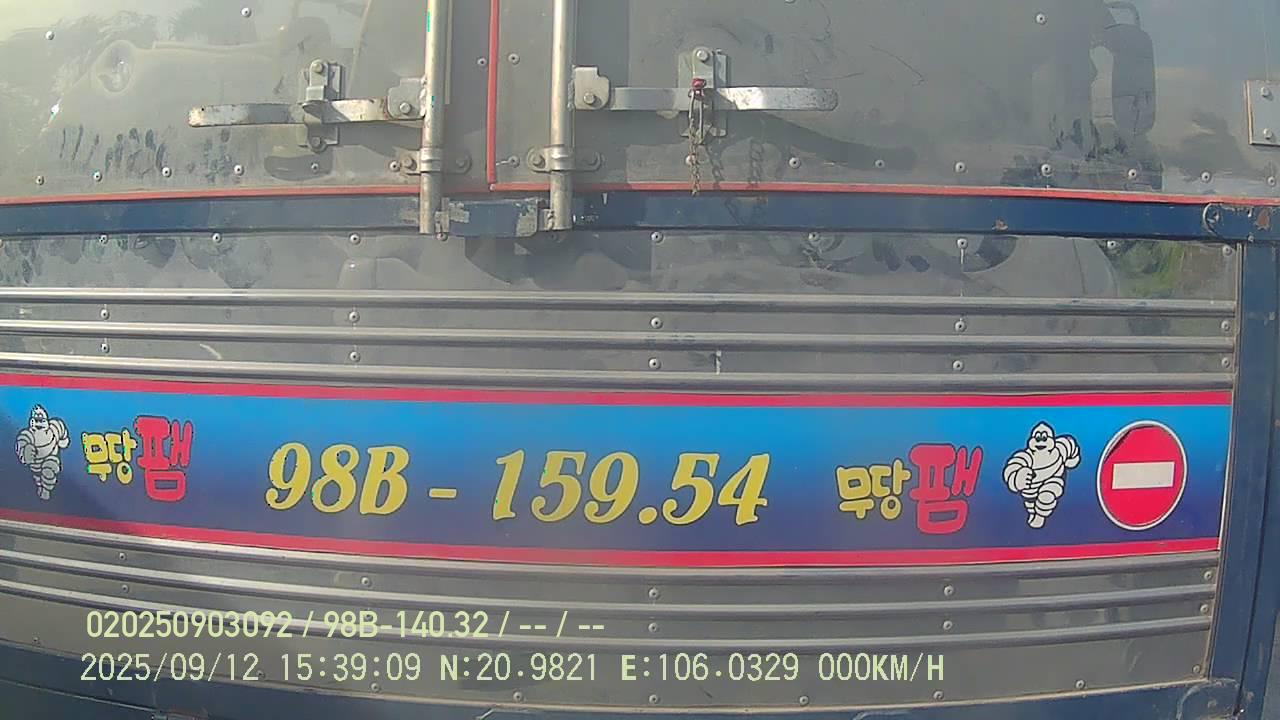 무당팸 98B - 159.54 무당팸
020250903092 / 98B-140.32 / -- / --
2025/09/12 15:39:09 N:20.9821 E:106.0329 000KM/H